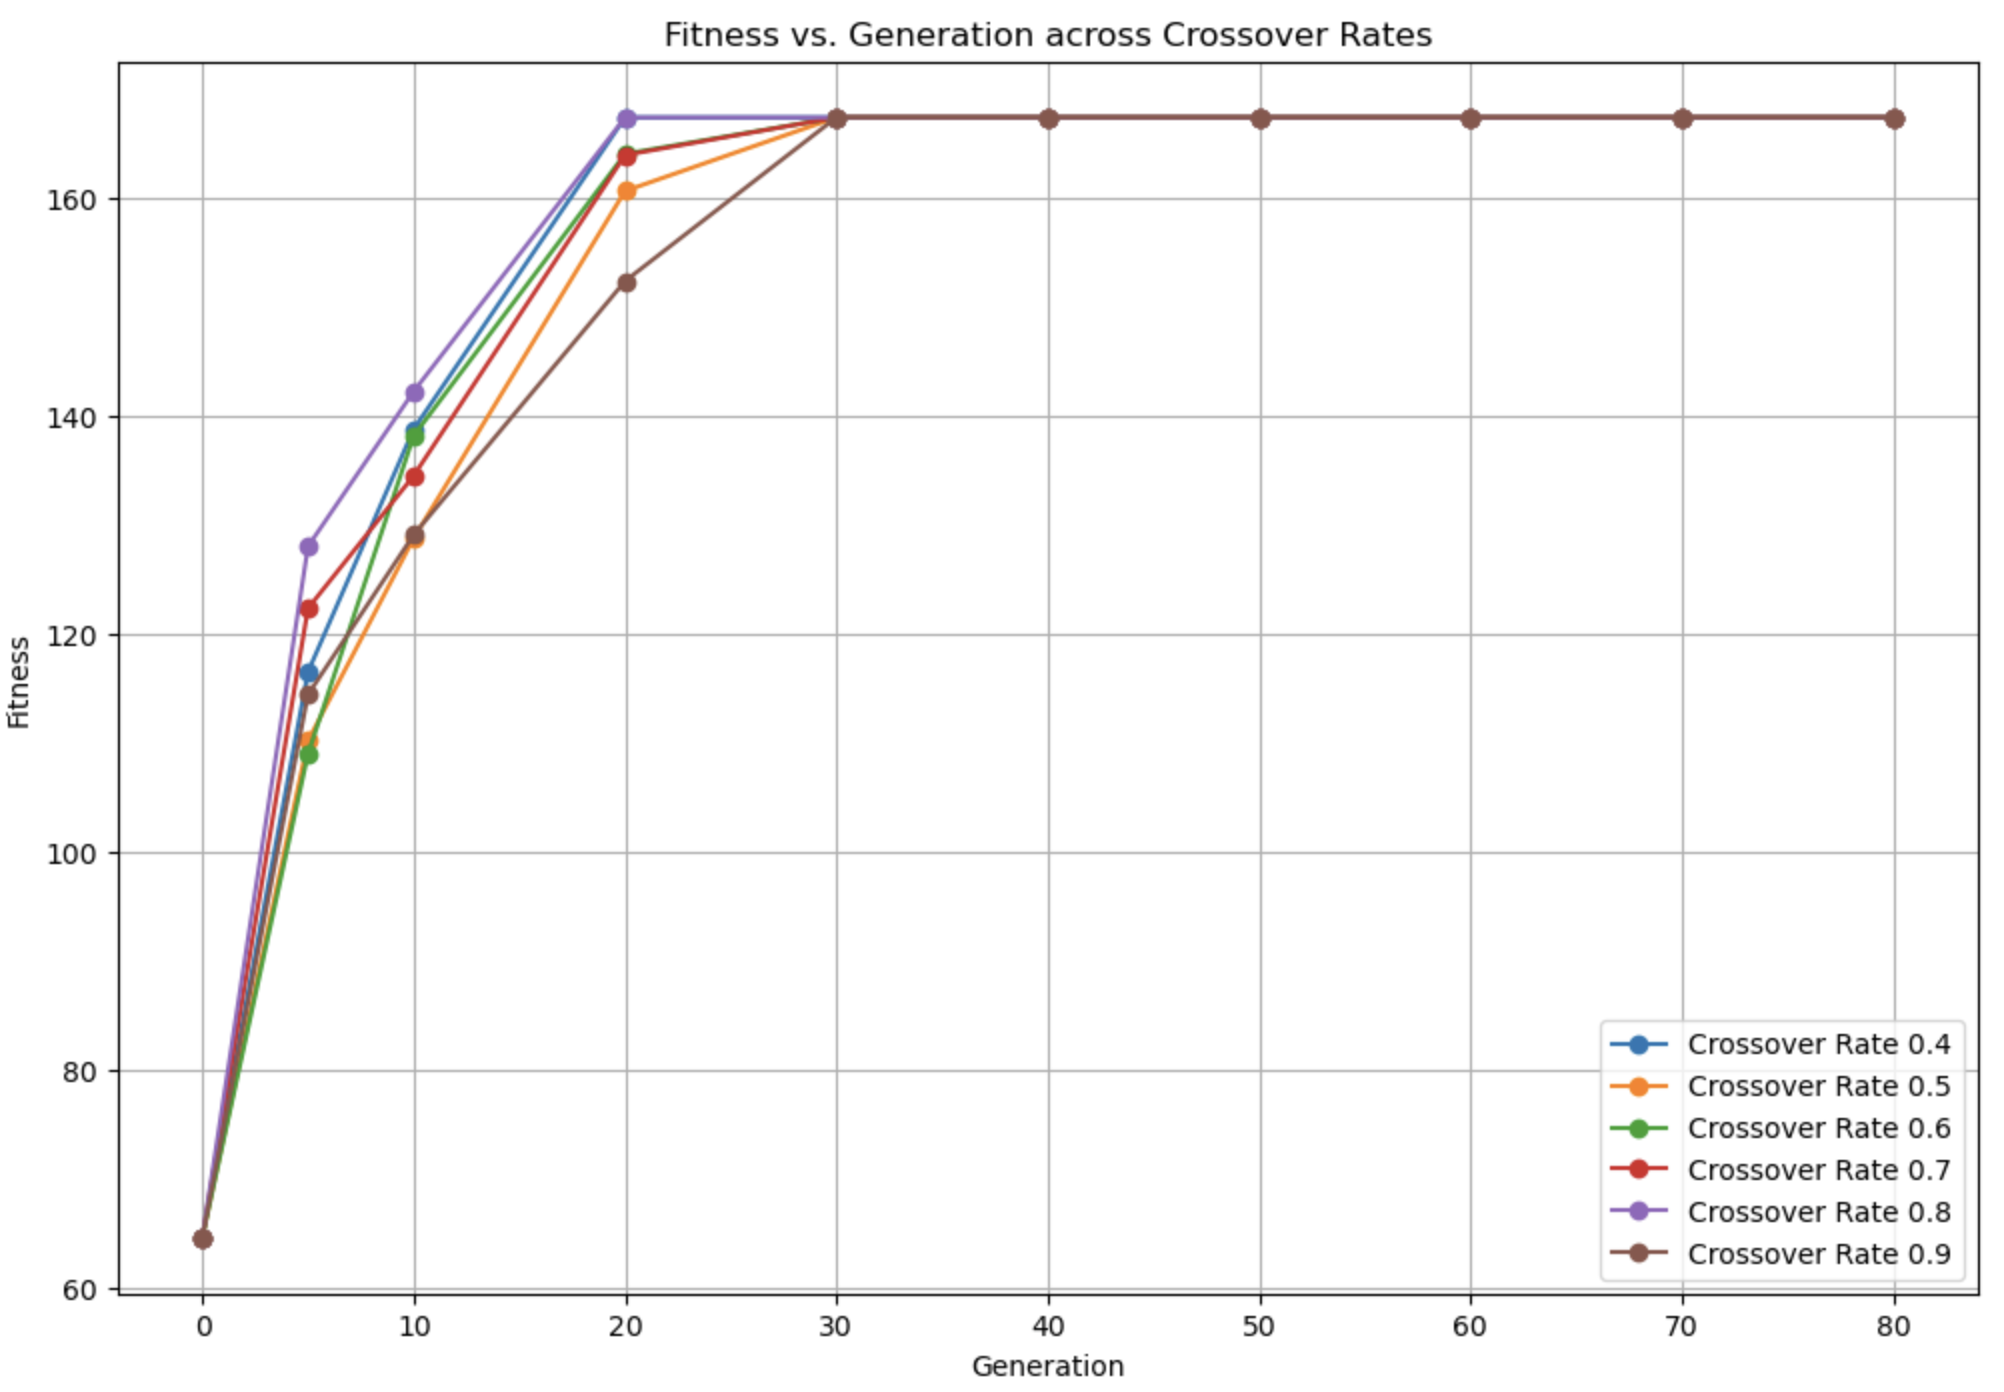 Fitness vs. Generation across Crossover Rates
Fitness
160
140
120
100
80
60
0 10 20 30 40 50 60 70 80
Generation
Crossover Rate 0.4
Crossover Rate 0.5
Crossover Rate 0.6
Crossover Rate 0.7
Crossover Rate 0.8
Crossover Rate 0.9